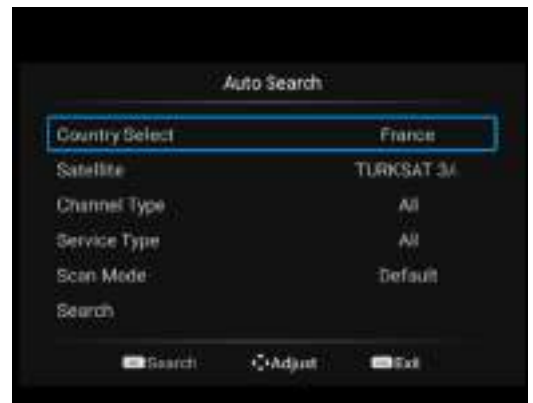 Auto Search
Country Select France
Satellite TURKSAT 3/
Channel Type All
Service Type All
Scan Mode Default
Search
Search Adjust Exit